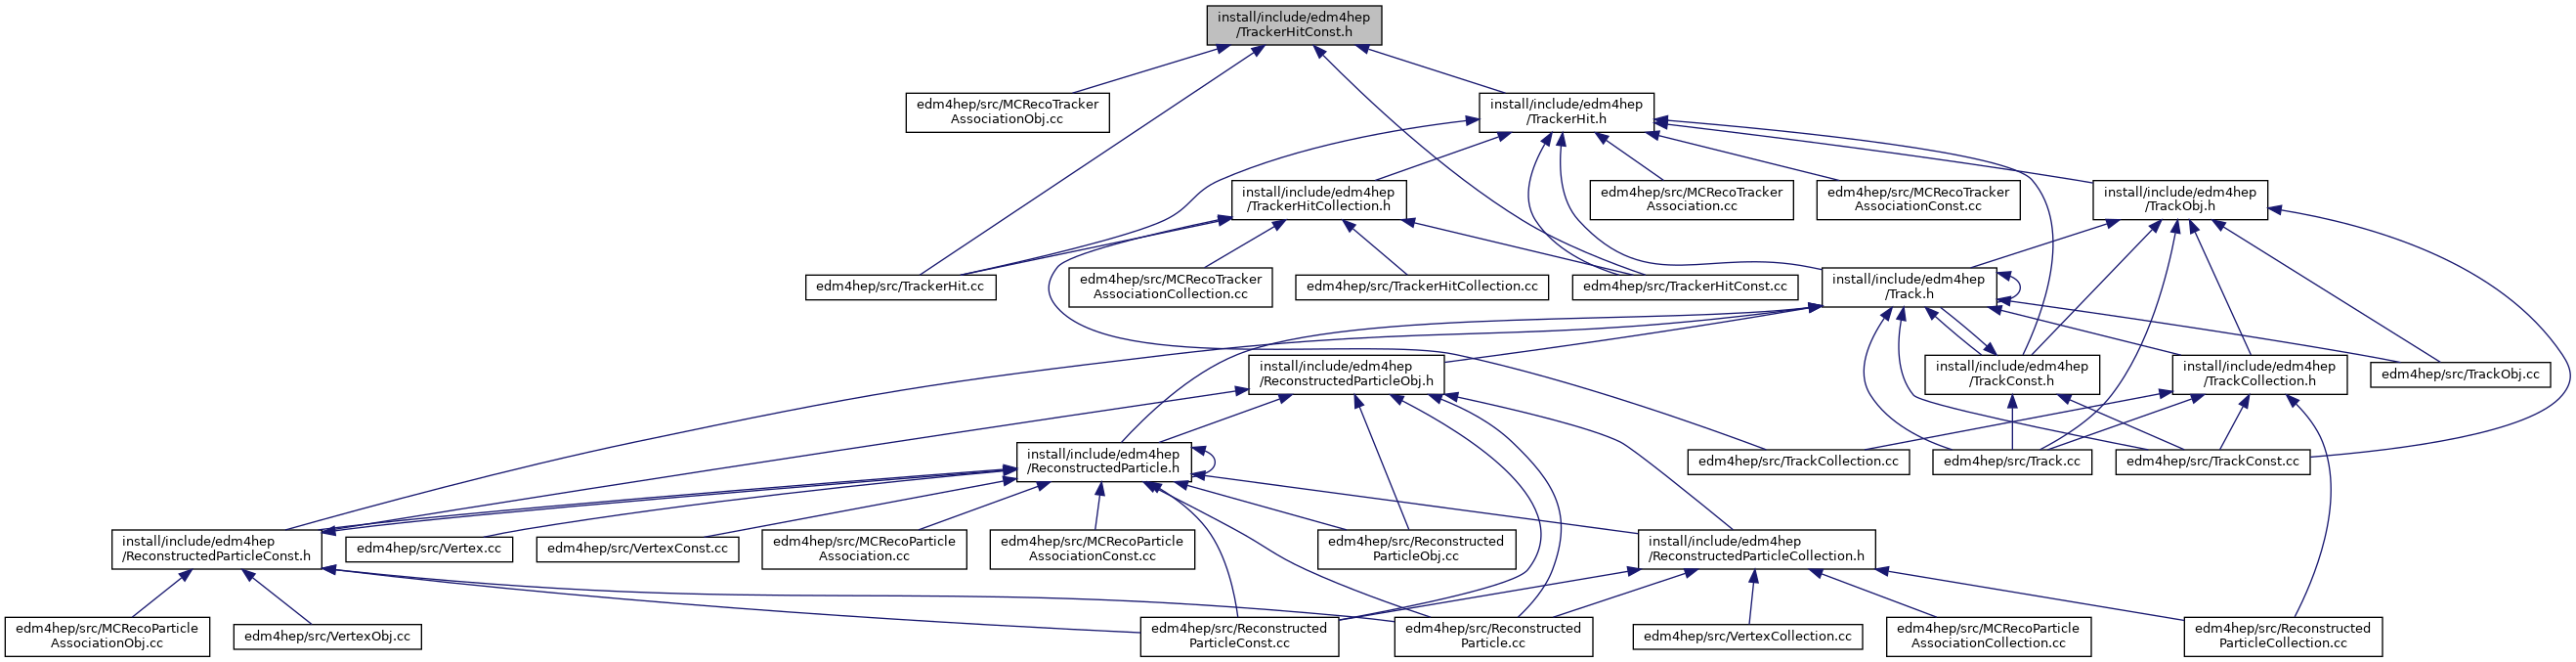 install/include/edm4hep
/TrackerHitConst.h
edm4hep/src/MCRecoTracker
AssociationObj.cc
install/include/edm4hep
/TrackerHit.h
install/include/edm4hep
/TrackerHitCollection.h
edm4hep/src/MCRecoTracker
Association.cc
edm4hep/src/MCRecoTracker
AssociationConst.cc
install/include/edm4hep
/TrackObj.h
edm4hep/src/TrackerHit.cc
edm4hep/src/MCRecoTracker
AssociationCollection.cc
edm4hep/src/TrackerHitCollection.cc
edm4hep/src/TrackerHitConst.cc
install/include/edm4hep
/Track.h
install/include/edm4hep
/ReconstructedParticleObj.h
install/include/edm4hep
/TrackConst.h
install/include/edm4hep
/TrackCollection.h
edm4hep/src/TrackObj.cc
install/include/edm4hep
/ReconstructedParticle.h
edm4hep/src/TrackCollection.cc
edm4hep/src/Track.cc
edm4hep/src/TrackConst.cc
install/include/edm4hep
/ReconstructedParticleConst.h
edm4hep/src/Vertex.cc
edm4hep/src/VertexConst.cc
edm4hep/src/MCRecoParticle
Association.cc
edm4hep/src/MCRecoParticle
AssociationConst.cc
edm4hep/src/Reconstructed
ParticleObj.cc
install/include/edm4hep
/ReconstructedParticleCollection.h
edm4hep/src/MCRecoParticle
AssociationObj.cc
edm4hep/src/VertexObj.cc
edm4hep/src/Reconstructed
ParticleConst.cc
edm4hep/src/Reconstructed
Particle.cc
edm4hep/src/VertexCollection.cc
edm4hep/src/MCRecoParticle
AssociationCollection.cc
edm4hep/src/Reconstructed
ParticleCollection.cc